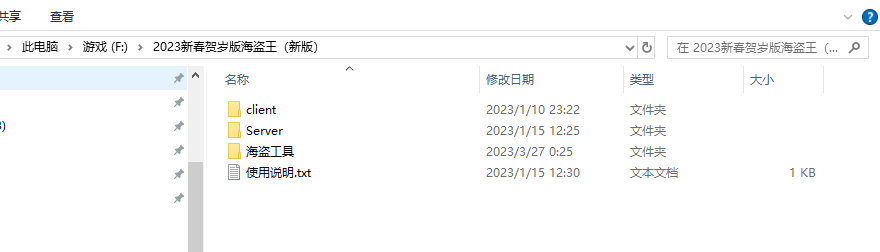 共享 查看
此电脑 游戏 (F:) 2023新春贺岁版海盗王（新版） 在 2023新春贺岁版海盗王（...
名称 修改日期 类型 大小
client 2023/1/10 23:22 文件夹
Server 2023/1/15 12:25 文件夹
海盗工具 2023/3/27 0:25 文件夹
使用说明.txt 2023/1/15 12:30 文本文档 1 KB